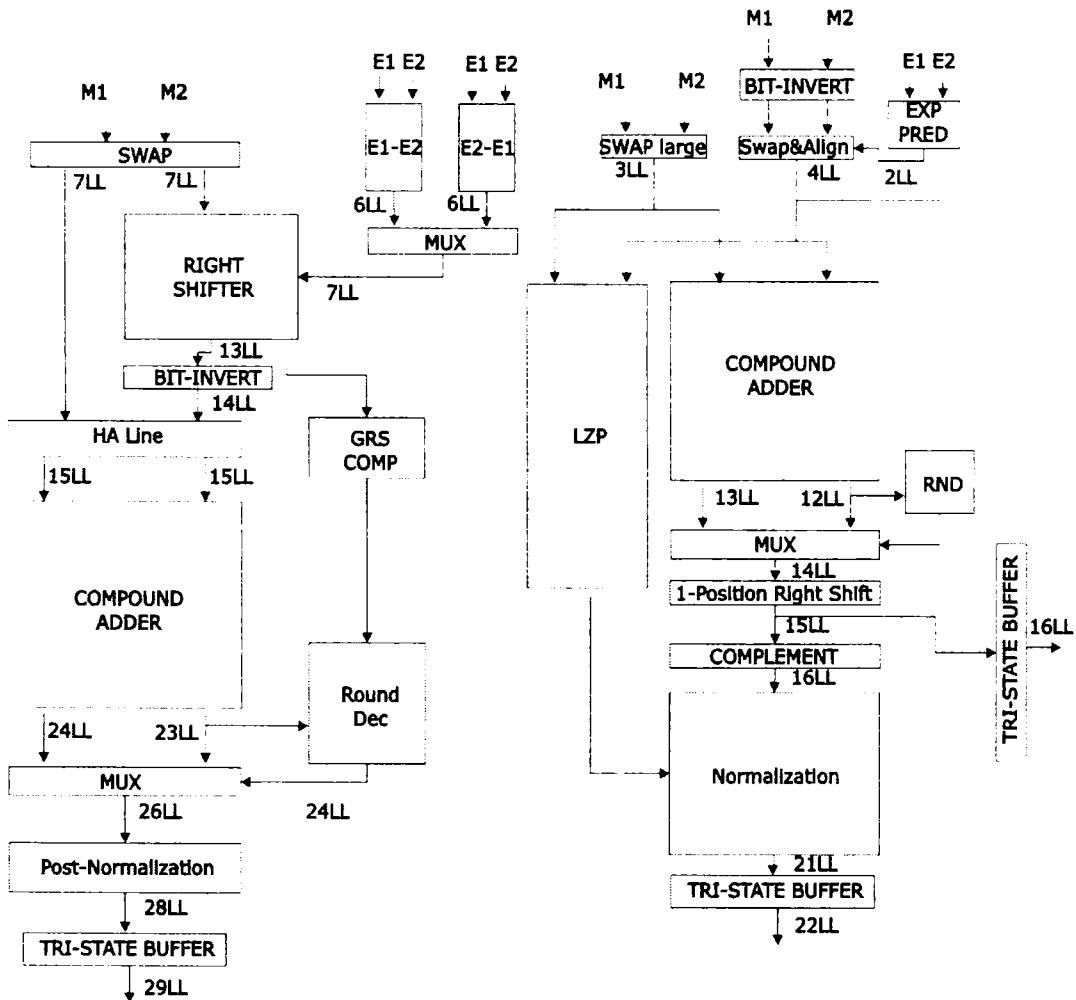 M1 M2
E1 E2
E1 E2
SWAP
7LL
7LL
E1-E2
E2-E1
6LL
6LL
MUX
7LL
RIGHT
SHIFTER
13LL
BIT-INVERT
14LL
HA Line
GRS
COMP
15LL
15LL
COMPOUND
ADDER
Round
Dec
24LL
23LL
MUX
24LL
26LL
Post-Normalization
28LL
TRI-STATE BUFFER
29LL
M1 M2
M1 M2
BIT-INVERT
E1 E2
EXP
PRED
SWAP large
Swap&Align
3LL
4LL
2LL
LZP
COMPOUND
ADDER
13LL
12LL
RND
MUX
14LL
1-Position Right Shift
15LL
COMPLEMENT
16LL
TRI-STATE BUFFER
16LL
Normalization
21LL
TRI-STATE BUFFER
22LL